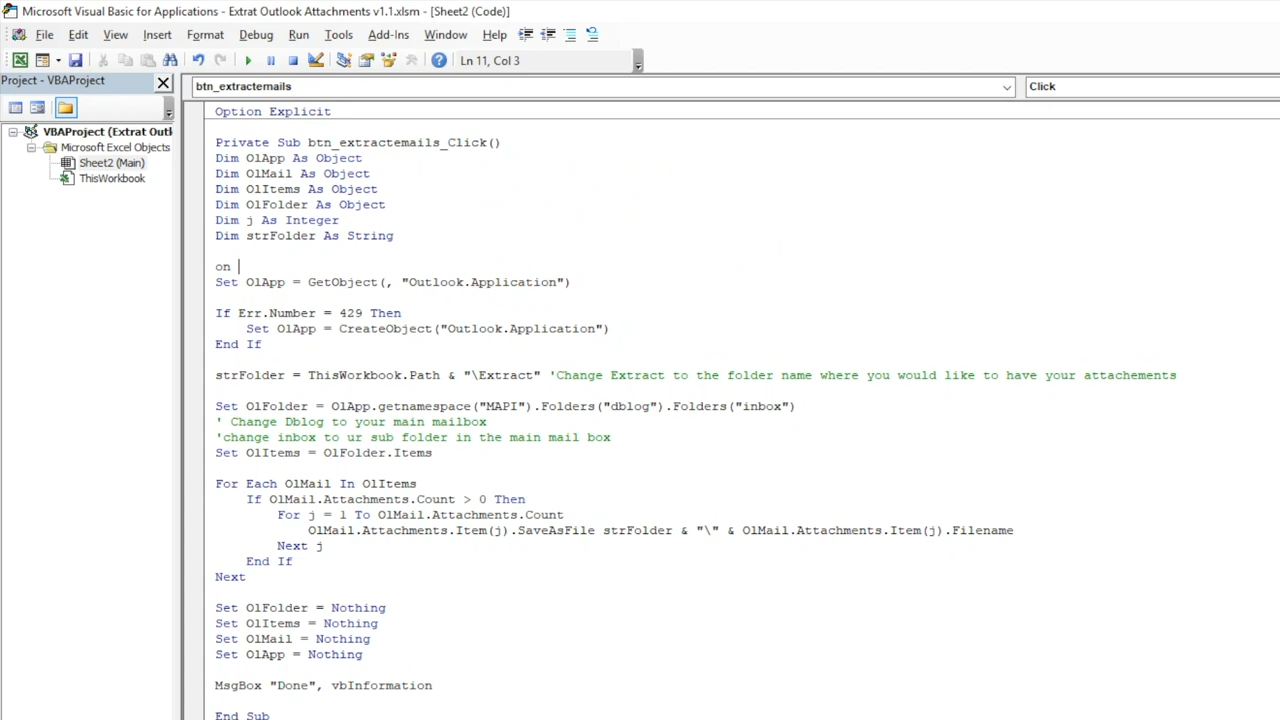 Microsoft Visual Basic for Applications - Extrat Outlook Attachments v1.1.xlsm - [Sheet2 (Code)]
File Edit View Insert Format Debug Run Tools Add-Ins Window Help
Ln 11, Col 3
Project - VBAProject
btn_extractemails
Click
VBAProject (Extrat Outl
Microsoft Excel Objects
Sheet2 (Main)
ThisWorkbook
Option Explicit
Private Sub btn_extractemails_Click()
Dim OlApp As Object
Dim OlMail As Object
Dim OlItems As Object
Dim OlFolder As Object
Dim j As Integer
Dim strFolder As String
on
Set OlApp = GetObject(, "Outlook.Application")
If Err.Number = 429 Then
Set OlApp = CreateObject("Outlook.Application")
End If
strFolder = ThisWorkbook.Path & "\Extract" 'Change Extract to the folder name where you would like to have your attachements
Set OlFolder = OlApp.getnamespace("MAPI").Folders("dblog").Folders("inbox")
' Change Dblog to your main mailbox
'change inbox to ur sub folder in the main mail box
Set OlItems = OlFolder.Items
For Each OlMail In OlItems
If OlMail.Attachments.Count > 0 Then
For j = 1 To OlMail.Attachments.Count
OlMail.Attachments.Item(j).SaveAsFile strFolder & "\" & OlMail.Attachments.Item(j).Filename
Next j
End If
Next
Set OlFolder = Nothing
Set OlItems = Nothing
Set OlMail = Nothing
Set OlApp = Nothing
MsgBox "Done", vbInformation
End Sub